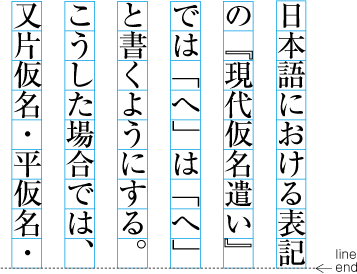 日本語における表記
の『現代仮名遣い』
では「へ」は「へ」
と書くようにする。
こうした場合では、
又片仮名・平仮名・
line
end